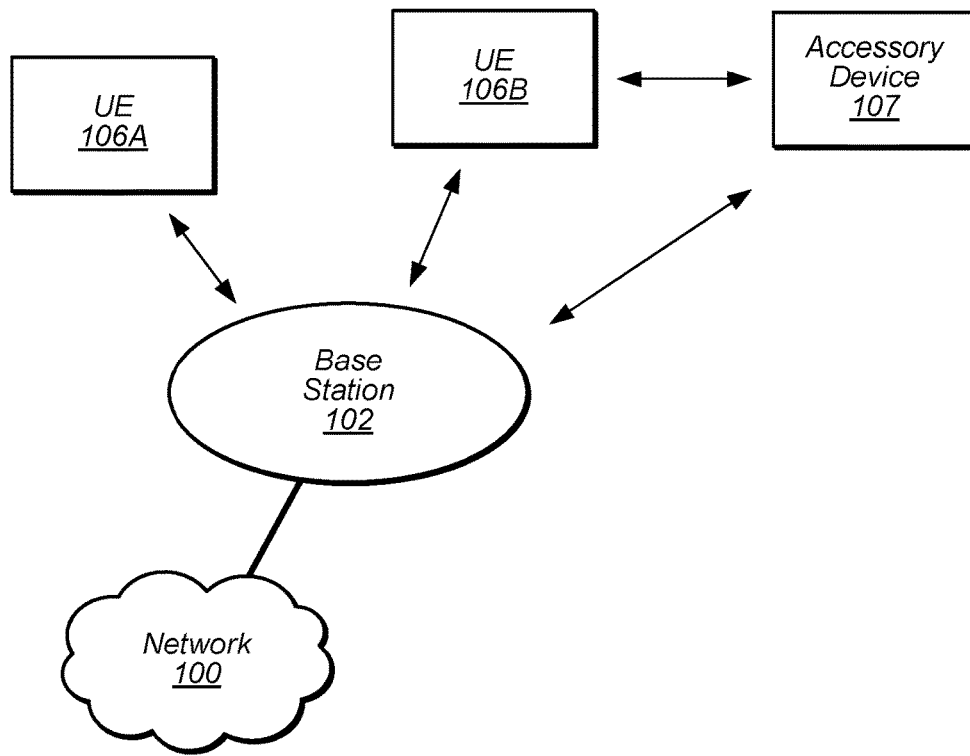 UE
106A
UE
106B
Accessory
Device
107
Base
Station
102
Network
100